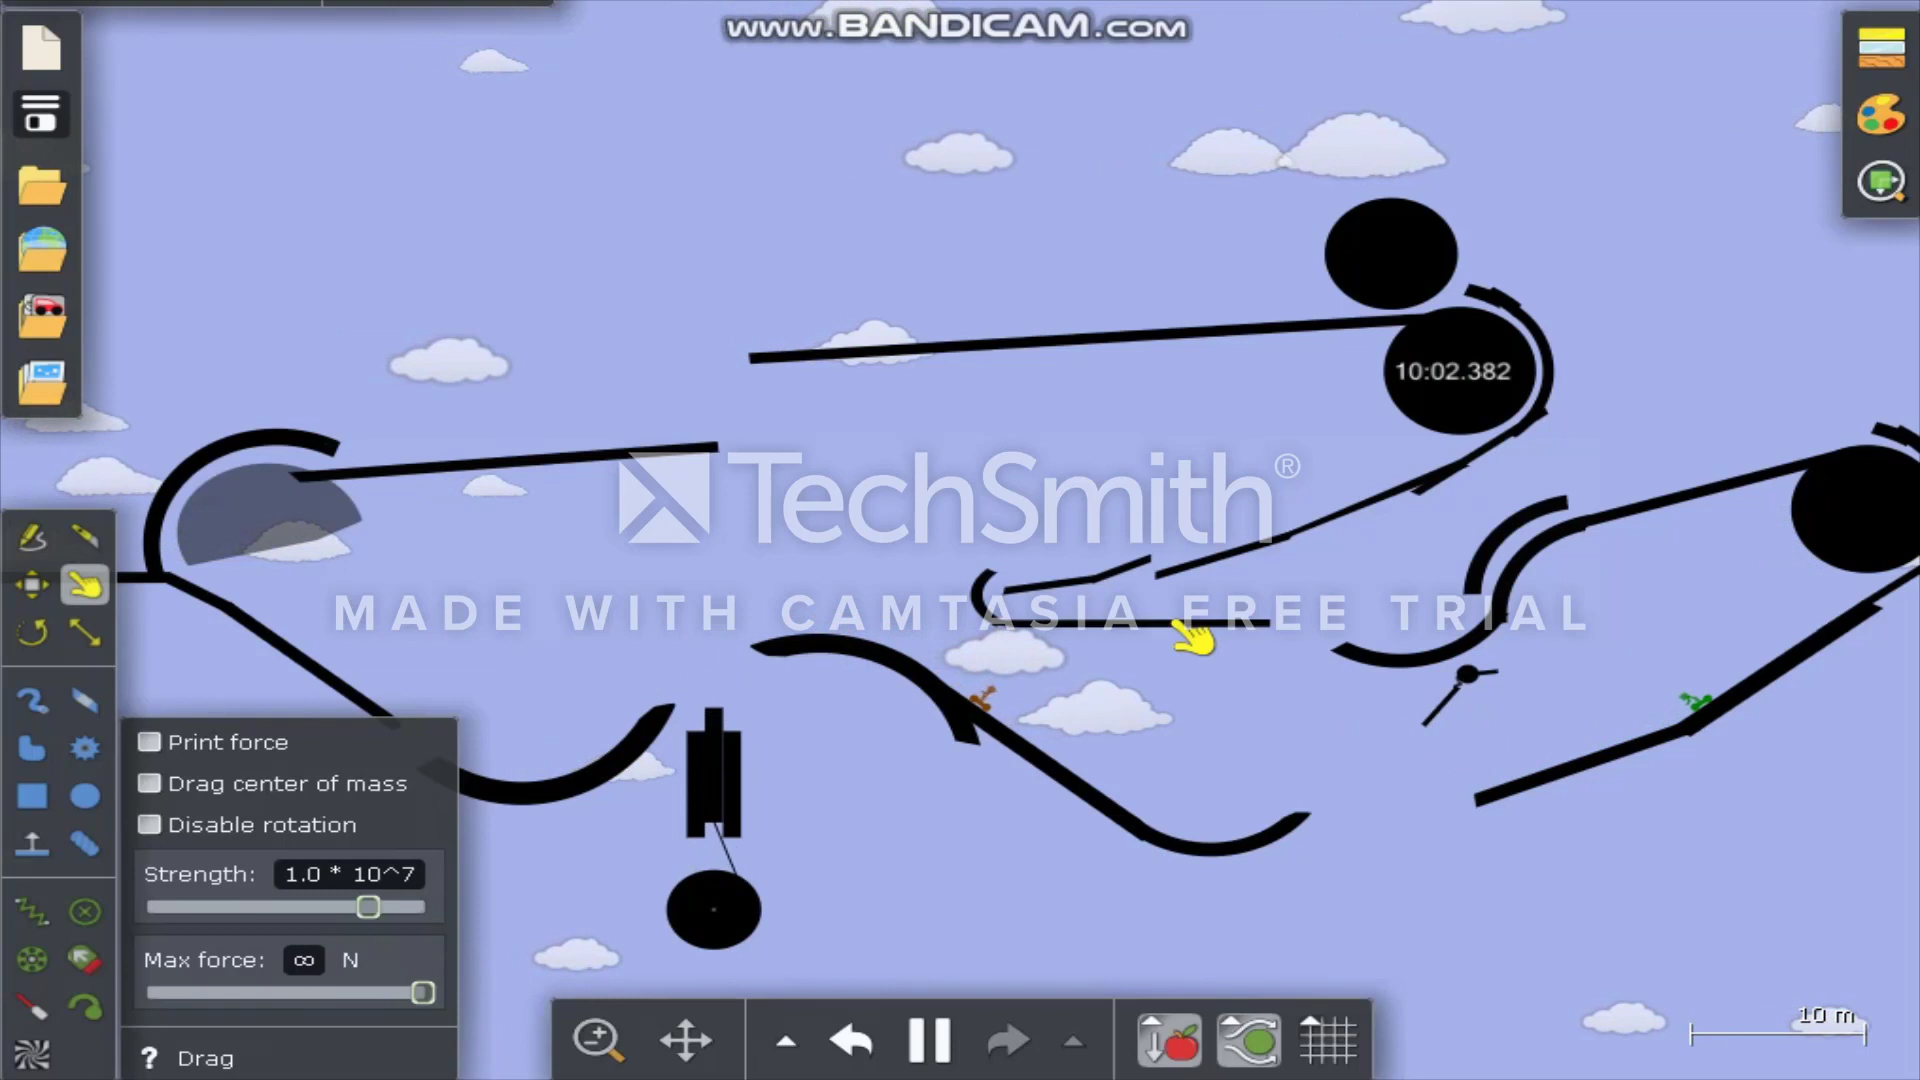 www.BANDICAM.com
10:02.382
TechSmith®
MADE WITH CAMTASIA FREE TRIAL
Print force
Drag center of mass
Disable rotation
Strength: 1.0 * 10^7
Max force: ∞ N
? Drag
10 m